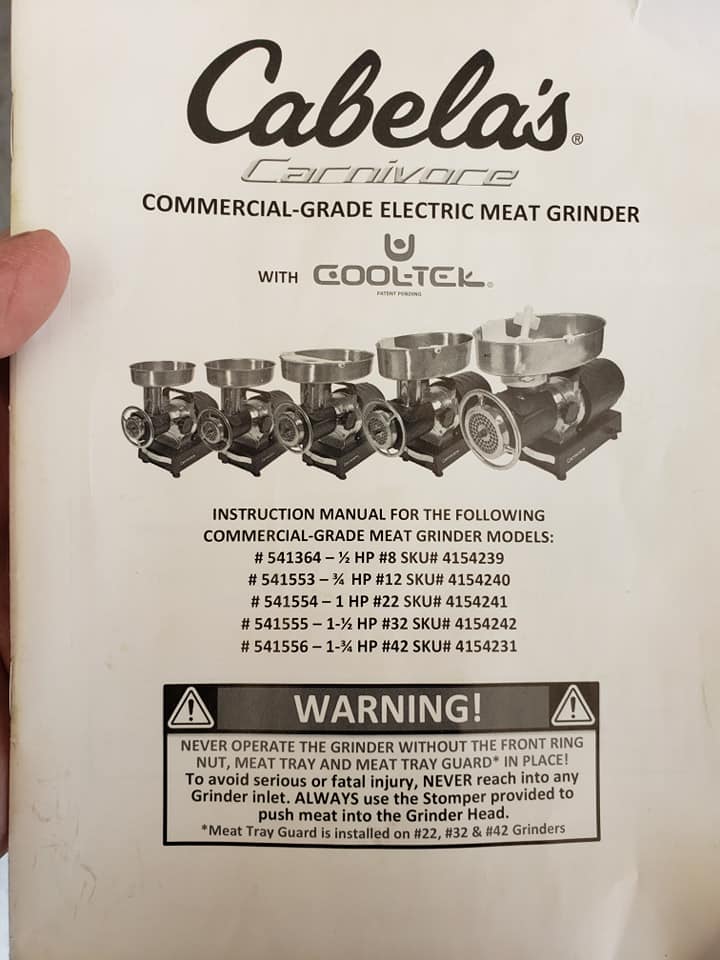 Cabela's®
Carnivore
COMMERCIAL-GRADE ELECTRIC MEAT GRINDER
WITH COOL-TEK®
PATENT PENDING
INSTRUCTION MANUAL FOR THE FOLLOWING
COMMERCIAL-GRADE MEAT GRINDER MODELS:
# 541364 – ½ HP #8 SKU# 4154239
# 541553 – ¾ HP #12 SKU# 4154240
# 541554 – 1 HP #22 SKU# 4154241
# 541555 – 1-½ HP #32 SKU# 4154242
# 541556 – 1-¾ HP #42 SKU# 4154231
WARNING!
NEVER OPERATE THE GRINDER WITHOUT THE FRONT RING
NUT, MEAT TRAY AND MEAT TRAY GUARD* IN PLACE!
To avoid serious or fatal injury, NEVER reach into any
Grinder inlet. ALWAYS use the Stomper provided to
push meat into the Grinder Head.
*Meat Tray Guard is installed on #22, #32 & #42 Grinders